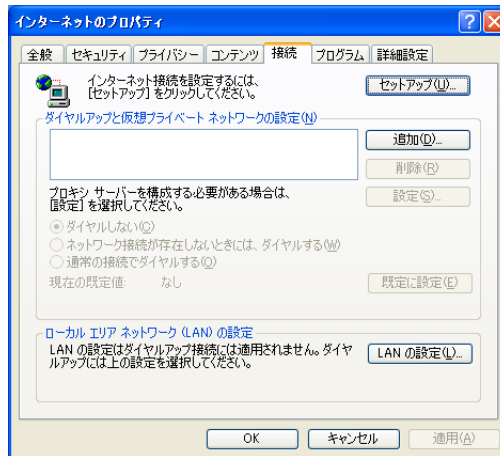 インターネットのプロパティ
全般 セキュリティ プライバシー コンテンツ 接続 プログラム 詳細設定
インターネット接続を設定するには、
[セットアップ] をクリックしてください。
セットアップ(U)...
ダイヤルアップと仮想プライベート ネットワークの設定(N)
追加(D)...
削除(R)
プロキシ サーバーを構成する必要がある場合は、
[設定] を選択してください。
設定(S)...
ダイヤルしない(C)
ネットワーク接続が存在しないときには、ダイヤルする(W)
通常の接続でダイヤルする(O)
現在の既定値: なし
既定に設定(E)
ローカル エリア ネットワーク (LAN) の設定
LAN の設定はダイヤルアップ接続には適用されません。ダイヤ
ルアップには上の設定を選択してください。
LAN の設定(L)...
OK キャンセル 適用(A)